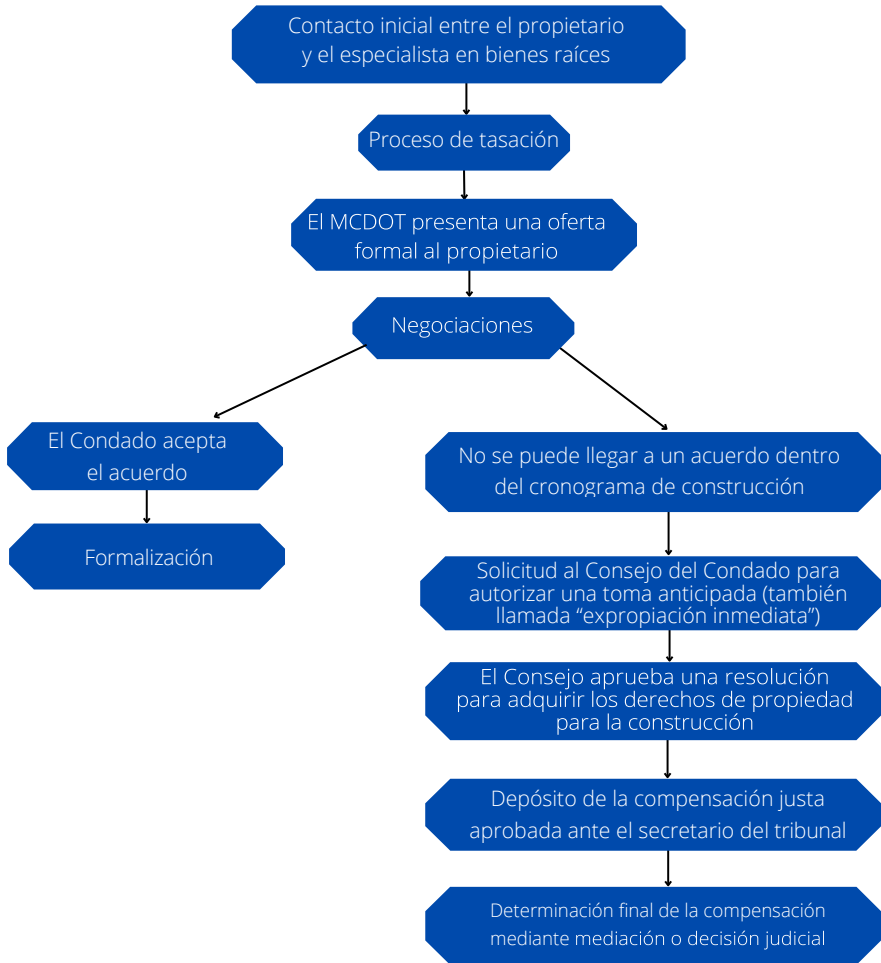 Contacto inicial entre el propietario
y el especialista en bienes raíces
Proceso de tasación
El MCDOT presenta una oferta
formal al propietario
Negociaciones
El Condado acepta
el acuerdo
Formalización
No se puede llegar a un acuerdo dentro
del cronograma de construcción
Solicitud al Consejo del Condado para
autorizar una toma anticipada (también
llamada “expropiación inmediata”)
El Consejo aprueba una resolución
para adquirir los derechos de propiedad
para la construcción
Depósito de la compensación justa
aprobada ante el secretario del tribunal
Determinación final de la compensación
mediante mediación o decisión judicial